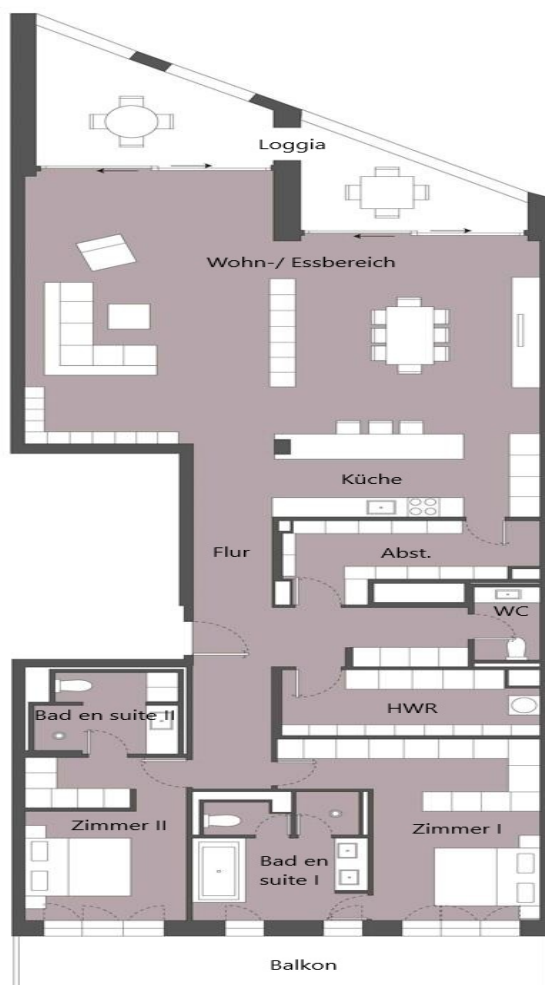 Loggia
Wohn-/ Essbereich
Küche
Flur
Abst.
WC
HWR
Bad en suite II
Zimmer II
Zimmer I
Bad en
suite I
Balkon